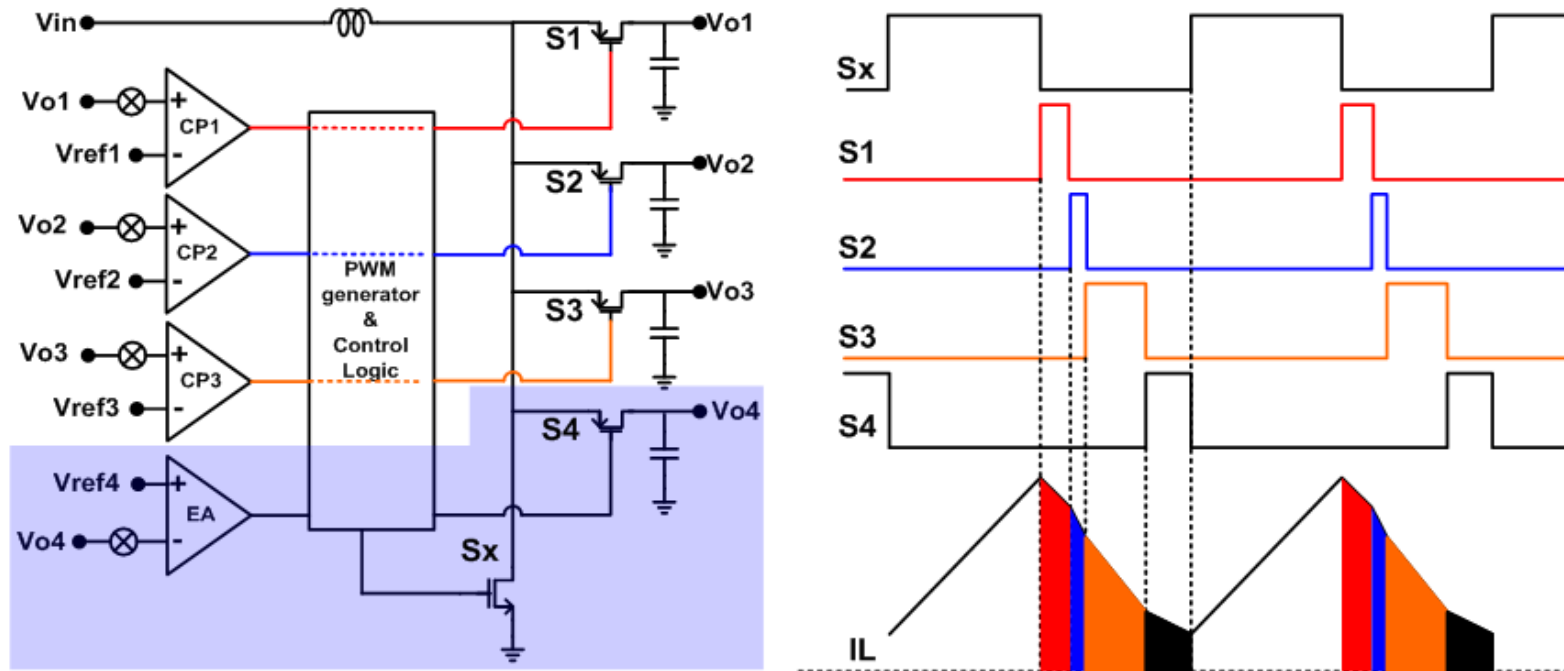 Vin
S1
Vo1
Vo1
+
CP1
Vref1
-
Vo2
S2
Vo2
+
CP2
Vref2
-
PWM
generator
&
Control
Logic
Vo3
S3
Vo3
+
CP3
Vref3
-
S4
Vo4
Vref4
+
EA
Vo4
-
Sx
Sx
S1
S2
S3
S4
IL